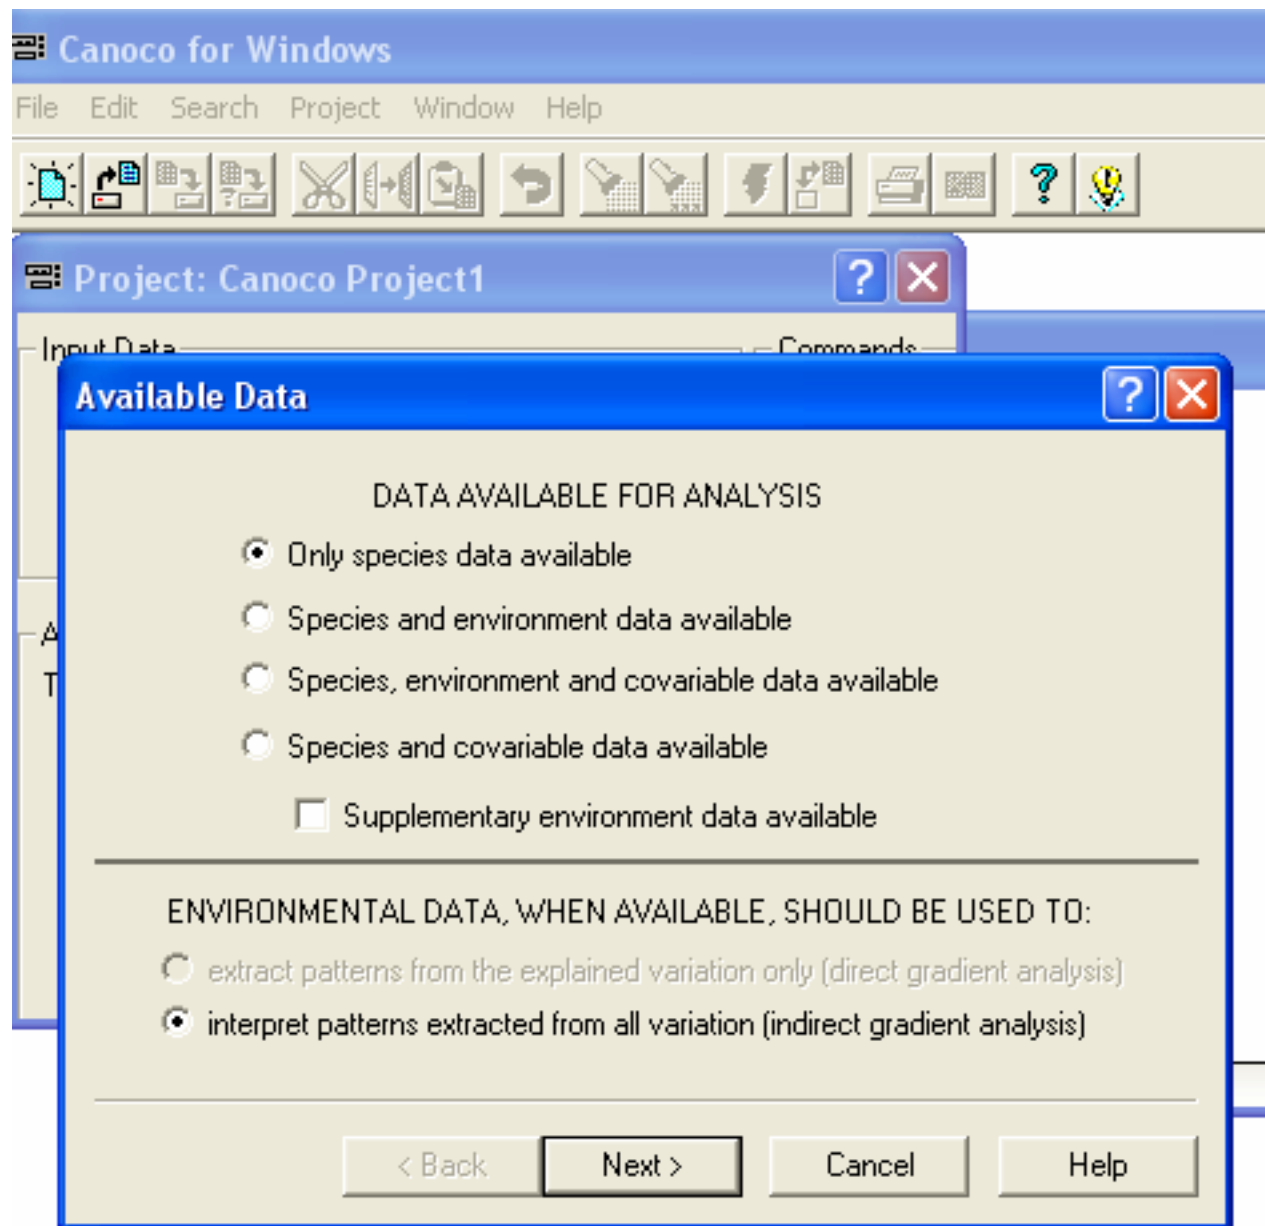 Canoco for Windows
File Edit Search Project Window Help
Project: Canoco Project1
Input Data Commands
Available Data
DATA AVAILABLE FOR ANALYSIS
Only species data available
Species and environment data available
Species, environment and covariable data available
Species and covariable data available
Supplementary environment data available
A
T
ENVIRONMENTAL DATA, WHEN AVAILABLE, SHOULD BE USED TO:
extract patterns from the explained variation only (direct gradient analysis)
interpret patterns extracted from all variation (indirect gradient analysis)
< Back Next > Cancel Help